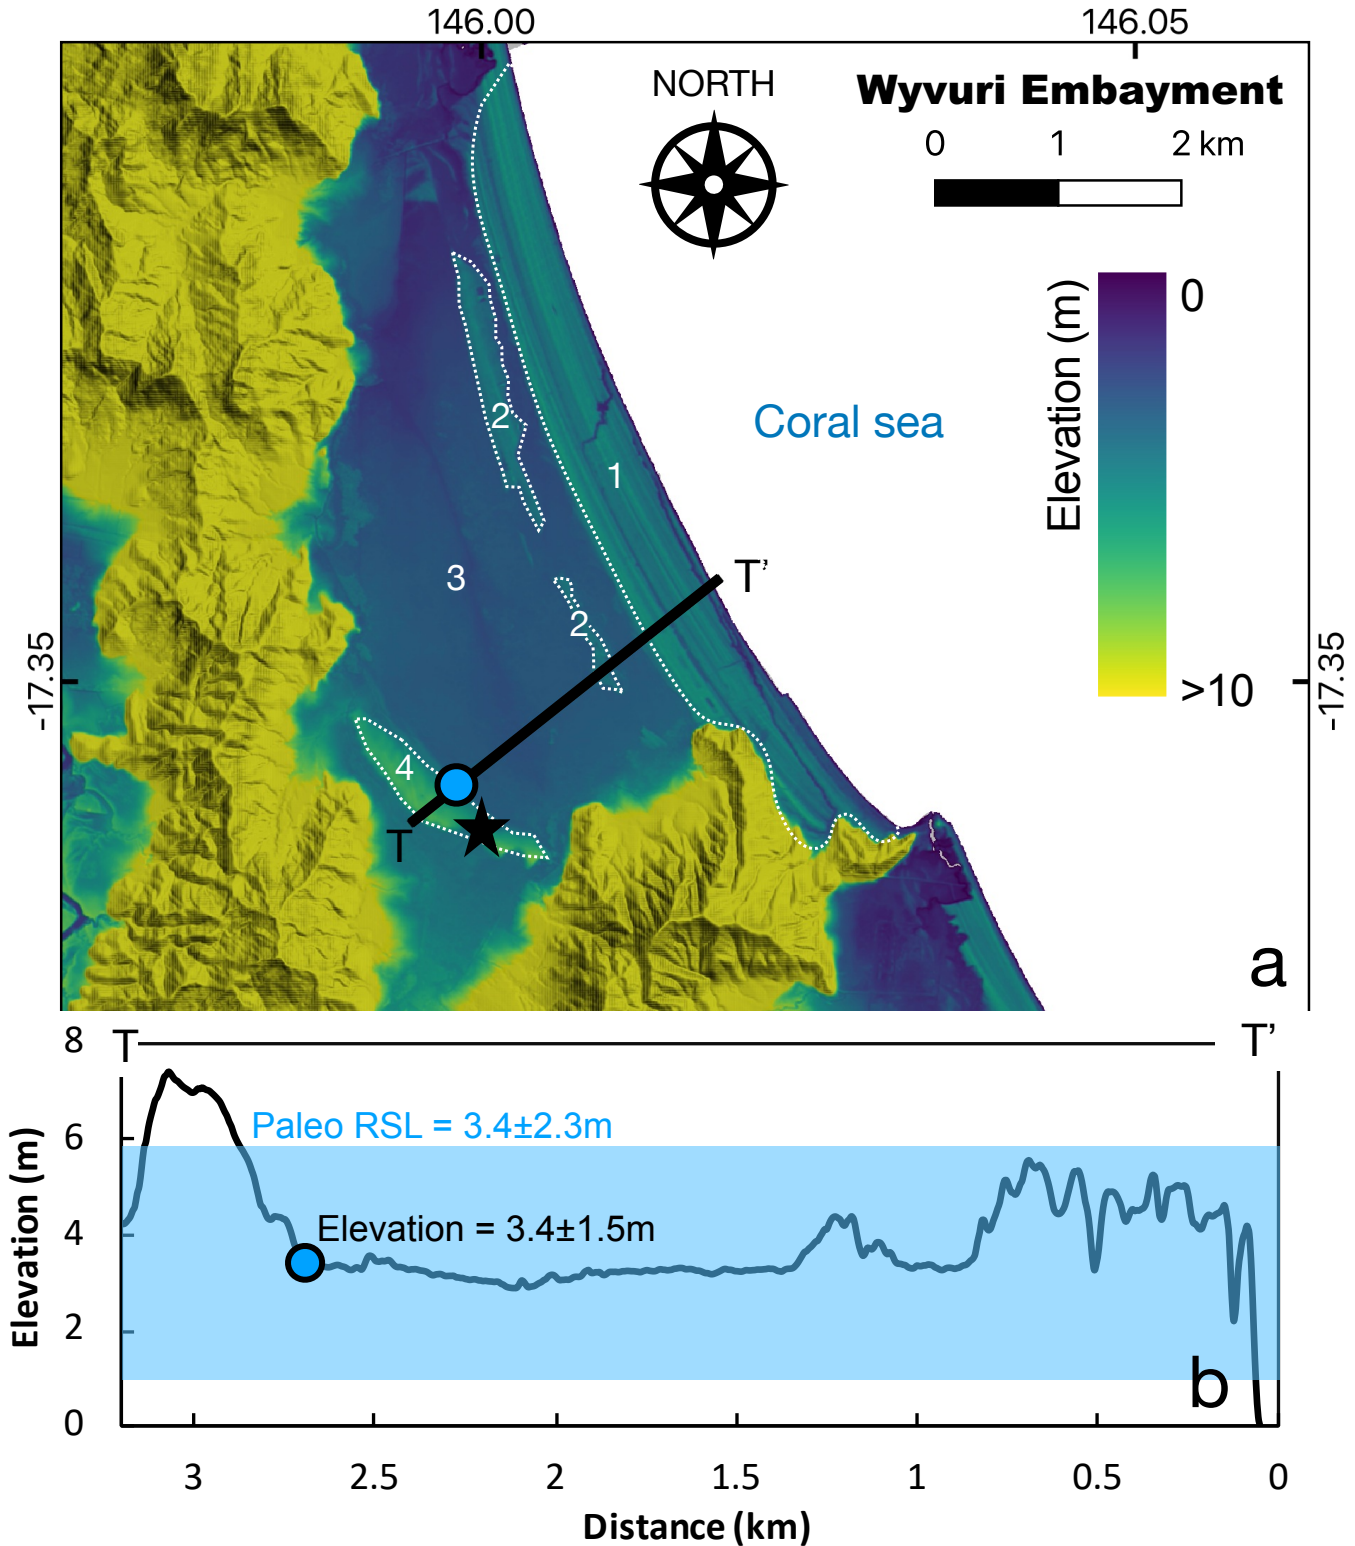 146.00
146.05
NORTH
Wyvuri Embayment
0 1 2 km
Elevation (m)
0
>10
Coral sea
2
1
3
T’
2
-17.35
-17.35
4
T
a
T
T’
8
6
4
2
0
Elevation (m)
Paleo RSL = 3.4±2.3m
Elevation = 3.4±1.5m
b
3 2.5 2 1.5 1 0.5 0
Distance (km)